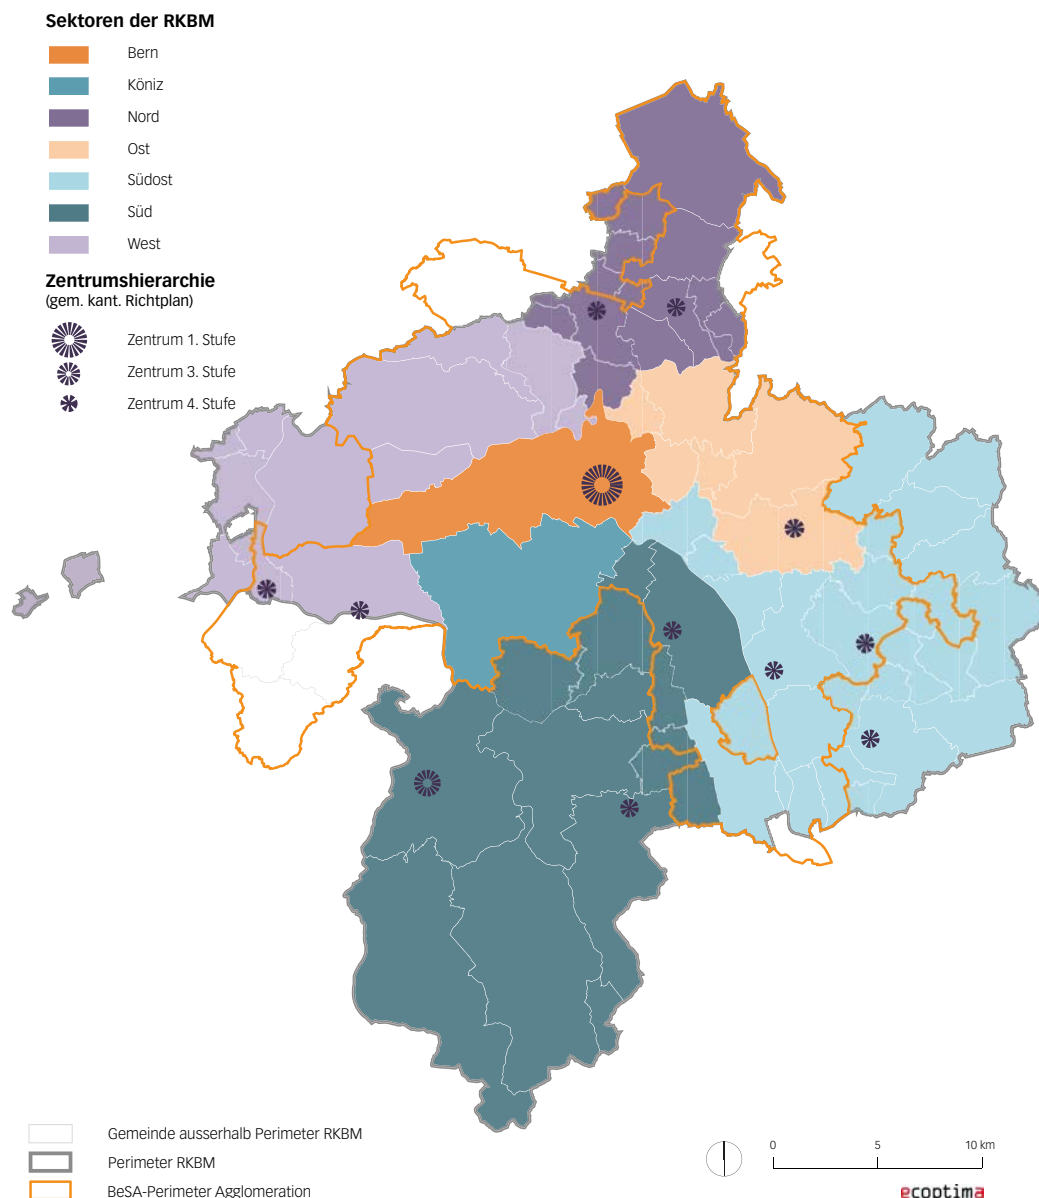 Sektoren der RKBM
Bern
Köniz
Nord
Ost
Südost
Süd
West
Zentrumshierarchie
(gem. kant. Richtplan)
Zentrum 1. Stufe
Zentrum 3. Stufe
Zentrum 4. Stufe
Gemeinde ausserhalb Perimeter RKBM
Perimeter RKBM
BeSA-Perimeter Agglomeration
0 5 10 km
ecoptima